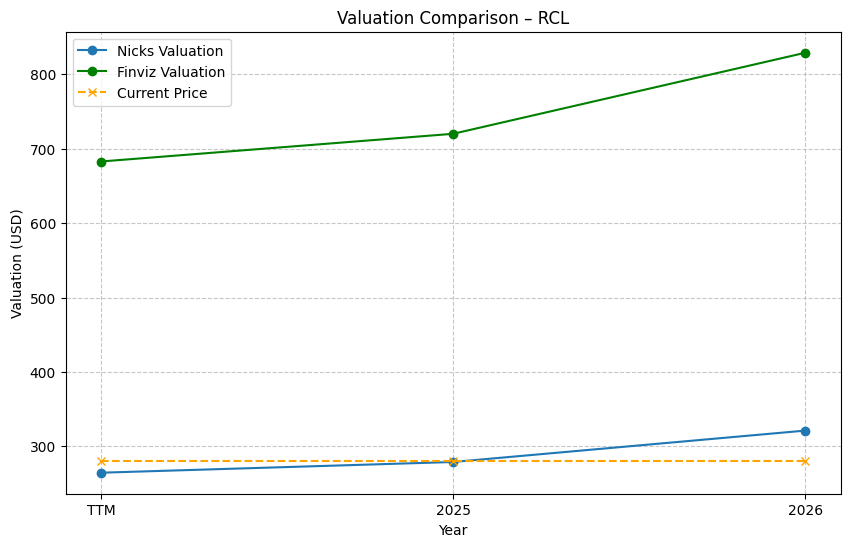 Valuation Comparison – RCL
Nicks Valuation
Finviz Valuation
Current Price
Valuation (USD)
800
700
600
500
400
300
TTM
2025
2026
Year